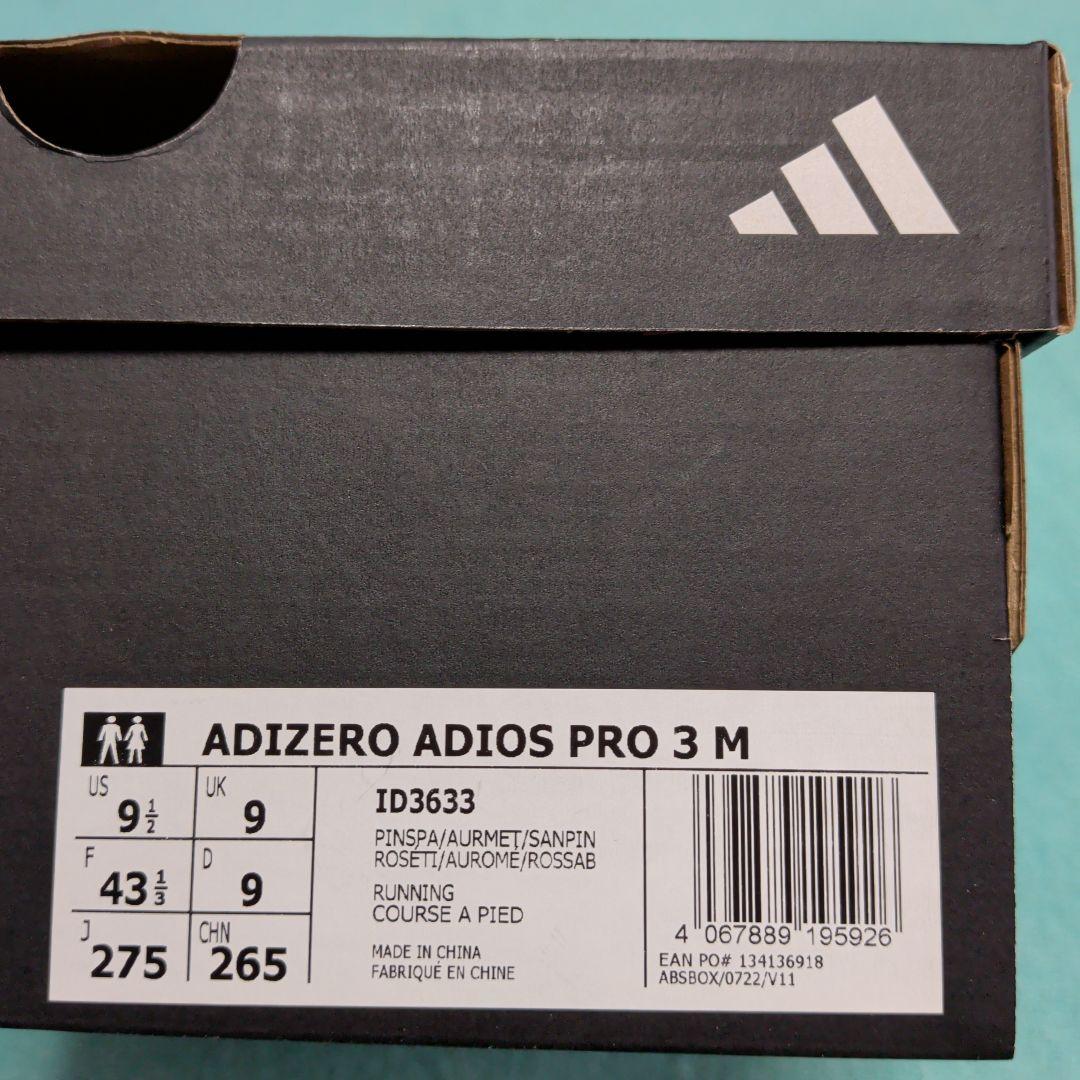 ADIZERO ADIOS PRO 3 M
US 9 1/2
UK 9
F 43 1/3
D 9
J 275
CHN 265
ID3633
PINSPA/AURMET/SANPIN
ROSETI/AUROME/ROSSAB
RUNNING
COURSE A PIED
MADE IN CHINA
FABRIQUÉ EN CHINE
4 067889 195926
EAN PO# 134136918
ABSBOX/0722/V11